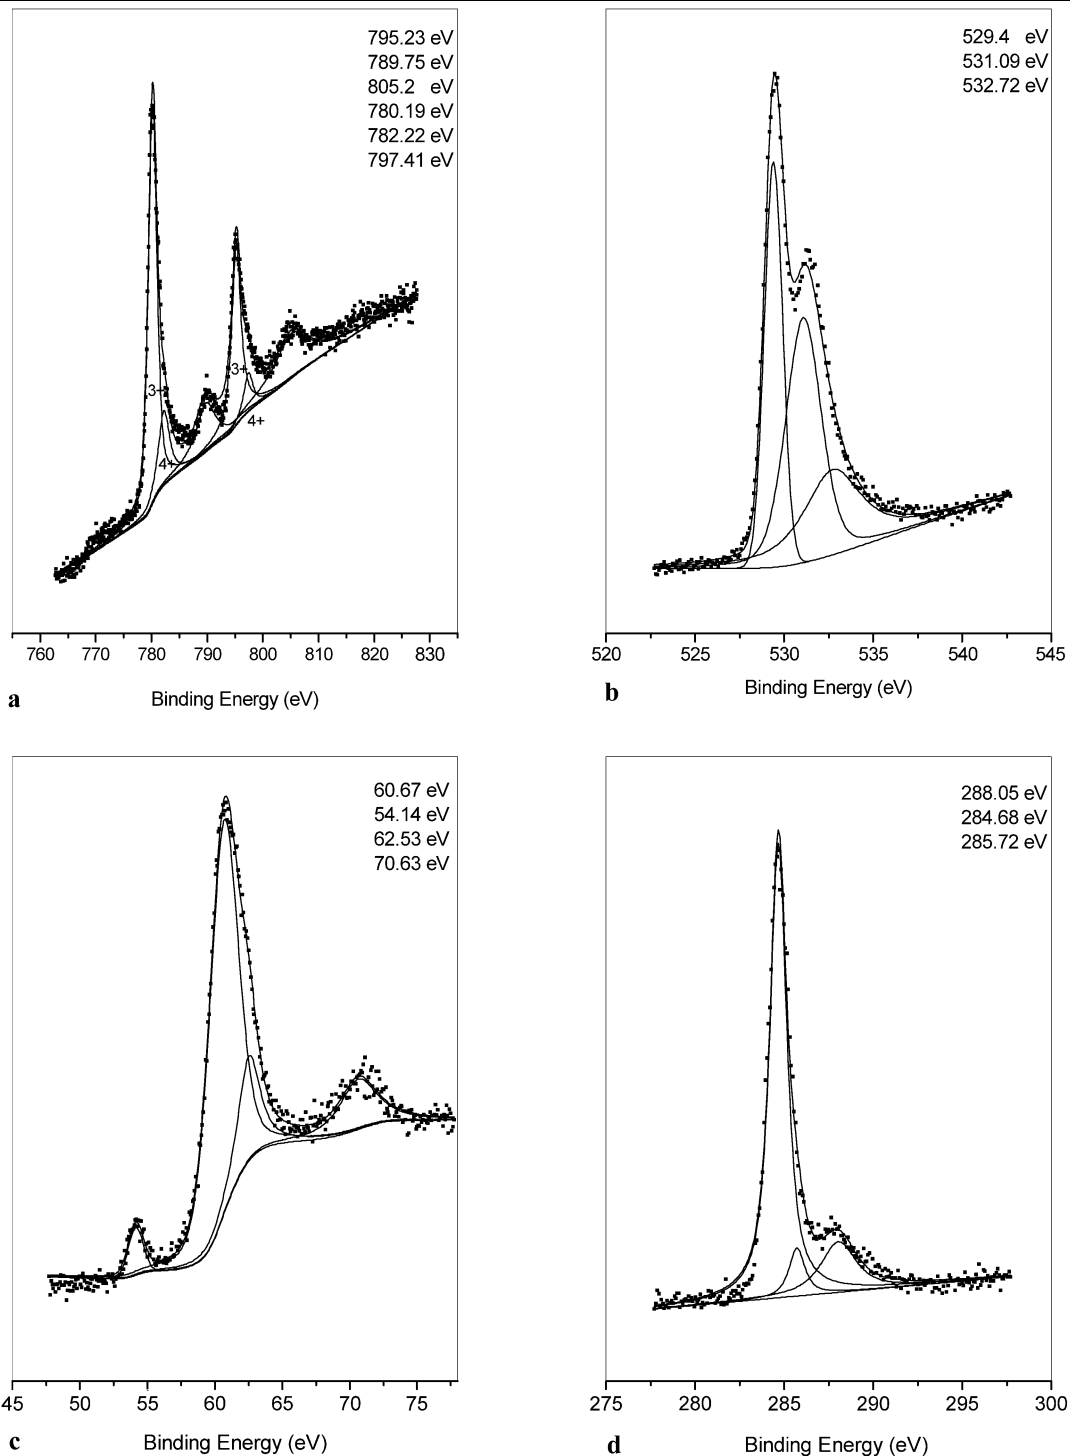 795.23 eV
789.75 eV
805.2 eV
780.19 eV
782.22 eV
797.41 eV
3+
3+
4+
4+
760 770 780 790 800 810 820 830
Binding Energy (eV)
a
529.4 eV
531.09 eV
532.72 eV
520 525 530 535 540 545
Binding Energy (eV)
b
60.67 eV
54.14 eV
62.53 eV
70.63 eV
45 50 55 60 65 70 75
Binding Energy (eV)
c
288.05 eV
284.68 eV
285.72 eV
275 280 285 290 295 300
Binding Energy (eV)
d